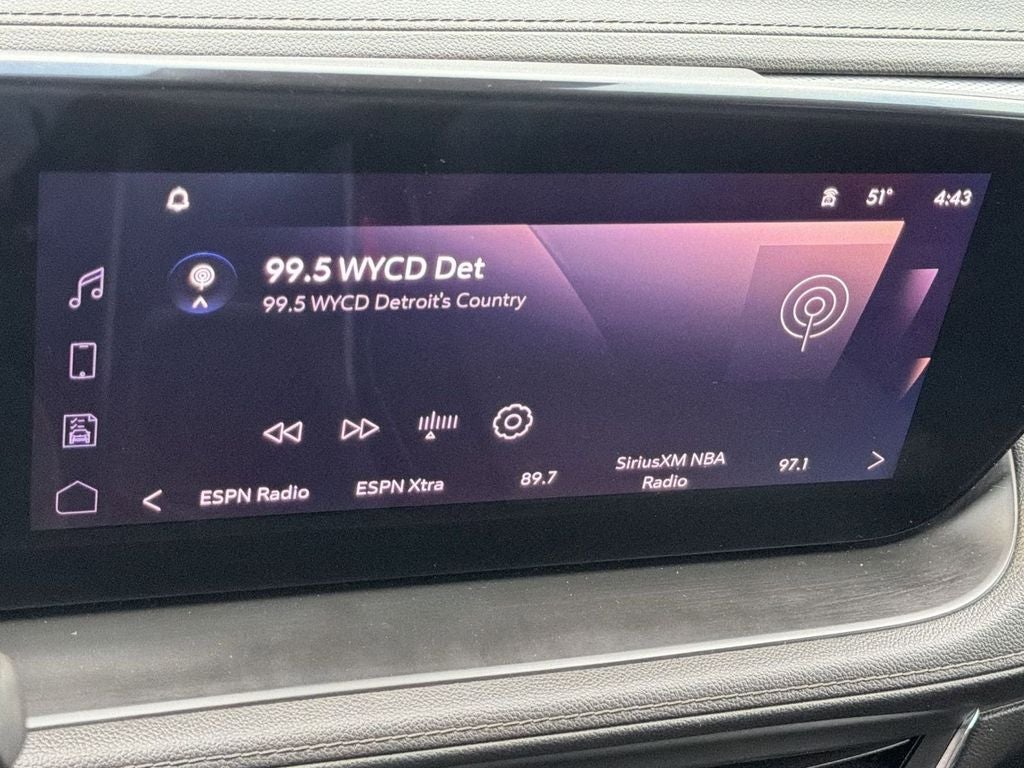 51° 4:43
99.5 WYCD Det
99.5 WYCD Detroit's Country
ESPN Radio ESPN Xtra 89.7 SiriusXM NBA 97.1
Radio